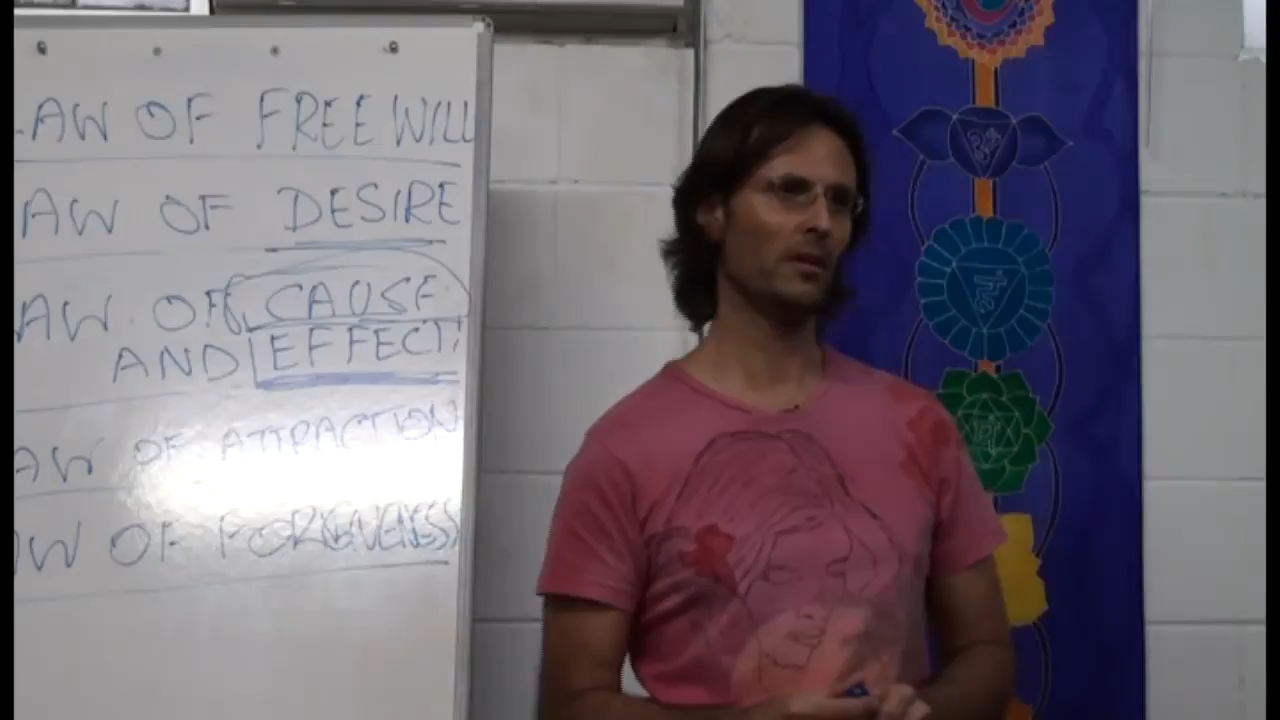 LAW OF FREE WILL
AW OF DESIRE
AW OF CAUSE
AND EFFECT
AW OF ATTRACTION
W OF FORGIVENESS
ॐ
हं
यं